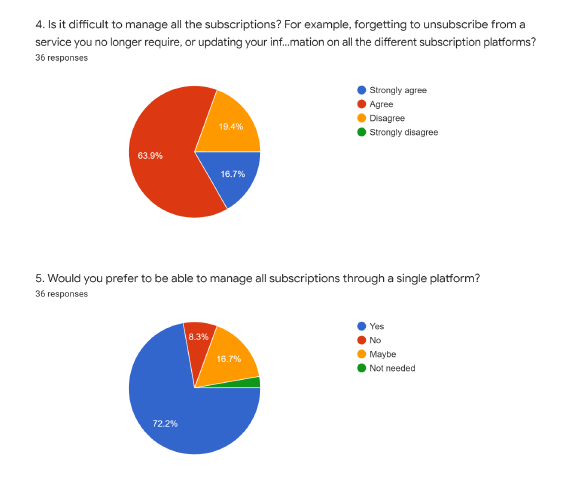 4. Is it difficult to manage all the subscriptions? For example, forgetting to unsubscribe from a
service you no longer require, or updating your inf...mation on all the different subscription platforms?
36 responses
Strongly agree
Agree
Disagree
Strongly disagree
19.4%
63.9%
16.7%
5. Would you prefer to be able to manage all subscriptions through a single platform?
36 responses
Yes
No
Maybe
Not needed
8.3%
16.7%
72.2%